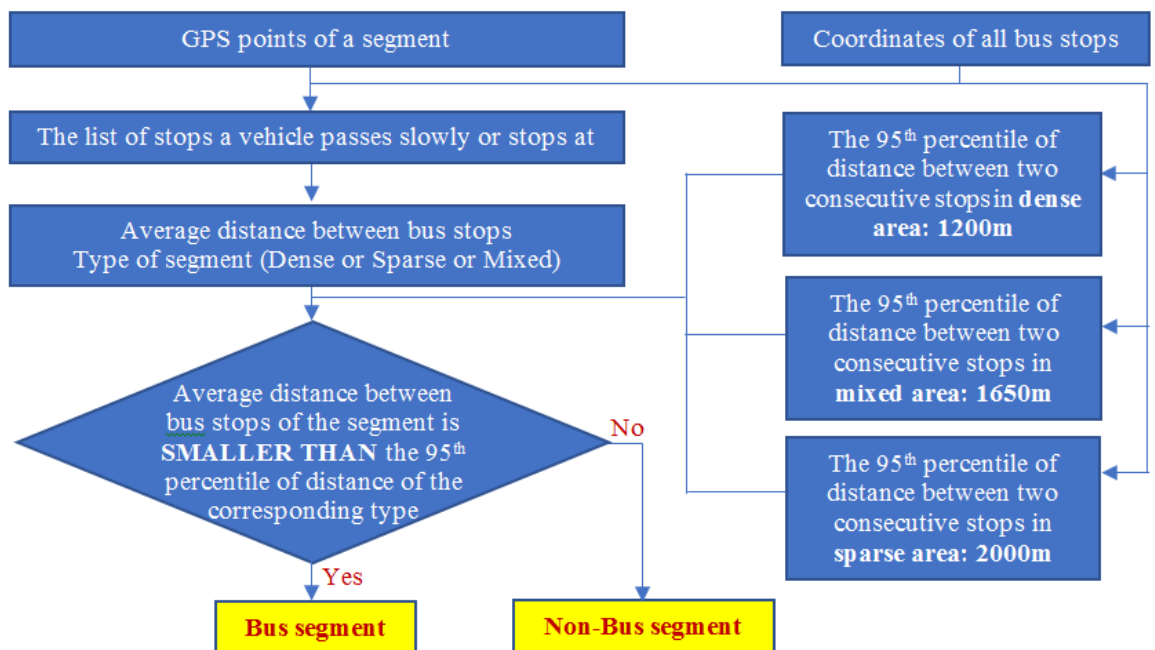 GPS points of a segment
Coordinates of all bus stops
The list of stops a vehicle passes slowly or stops at
Average distance between bus stops
Type of segment (Dense or Sparse or Mixed)
The 95th percentile of
distance between two
consecutive stops in dense
area: 1200m
The 95th percentile of
distance between two
consecutive stops in
mixed area: 1650m
The 95th percentile of
distance between two
consecutive stops in
sparse area: 2000m
Average distance between
bus stops of the segment is
SMALLER THAN the 95th
percentile of distance of the
corresponding type
No
Yes
Bus segment
Non-Bus segment